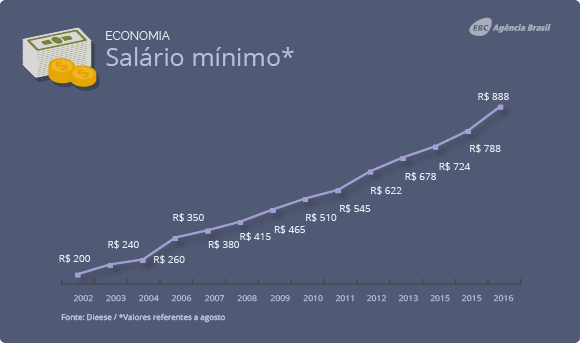 ECONOMIA
EBC Agência Brasil
Salário mínimo*
R$ 888
R$ 788
R$ 724
R$ 678
R$ 622
R$ 545
R$ 510
R$ 465
R$ 415
R$ 380
R$ 350
R$ 260
R$ 240
R$ 200
2002 2003 2004 2006 2007 2008 2009 2010 2011 2012 2013 2015 2015 2016
Fonte: Dieese / *Valores referentes a agosto